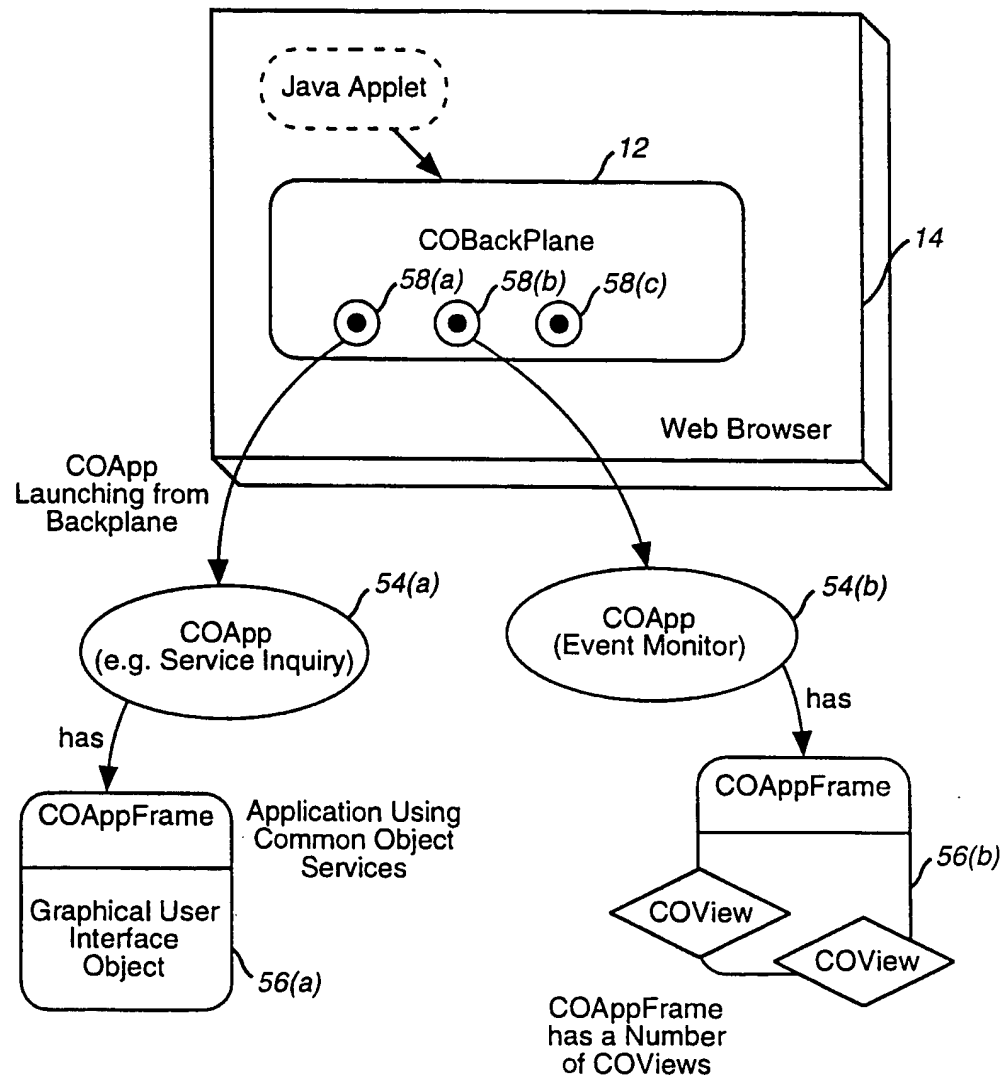 Java Applet
12
COBackPlane
14
58(a)
58(b)
58(c)
Web Browser
COApp
Launching from
Backplane
54(a)
COApp
(e.g. Service Inquiry)
54(b)
COApp
(Event Monitor)
has
has
COAppFrame
Graphical User
Interface
Object
56(a)
Application Using
Common Object
Services
COAppFrame
56(b)
COView
COView
COAppFrame
has a Number
of COViews